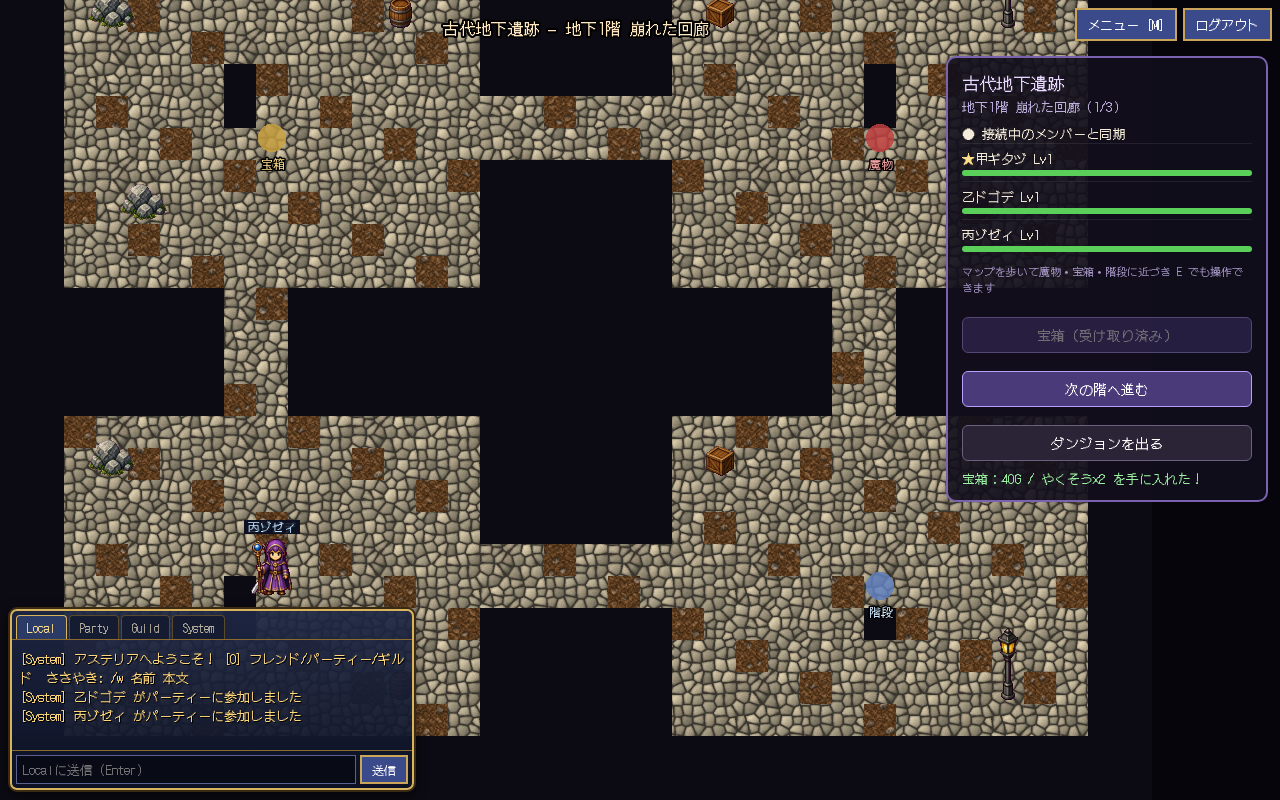 古代地下遺跡 – 地下1階 崩れた回廊
メニュー [M]
ログアウト
古代地下遺跡
地下1階 崩れた回廊 (1/3)
● 接続中のメンバーと同期
★甲ギタジ Lv1
乙ドゴデ Lv1
丙ゾゼィ Lv1
マップを歩いて魔物・宝箱・階段に近づき E でも操作で
きます
宝箱（受け取り済み）
次の階へ進む
ダンジョンを出る
宝箱：40G / やくそうx2 を手に入れた！
宝箱
魔物
丙ゾゼィ
階段
Local
Party
Guild
System
[System] アステリアへようこそ！ [O] フレンド/パーティー/ギル
ド ささやき: /w 名前 本文
[System] 乙ドゴデ がパーティーに参加しました
[System] 丙ゾゼィ がパーティーに参加しました
Localに送信 (Enter)
送信